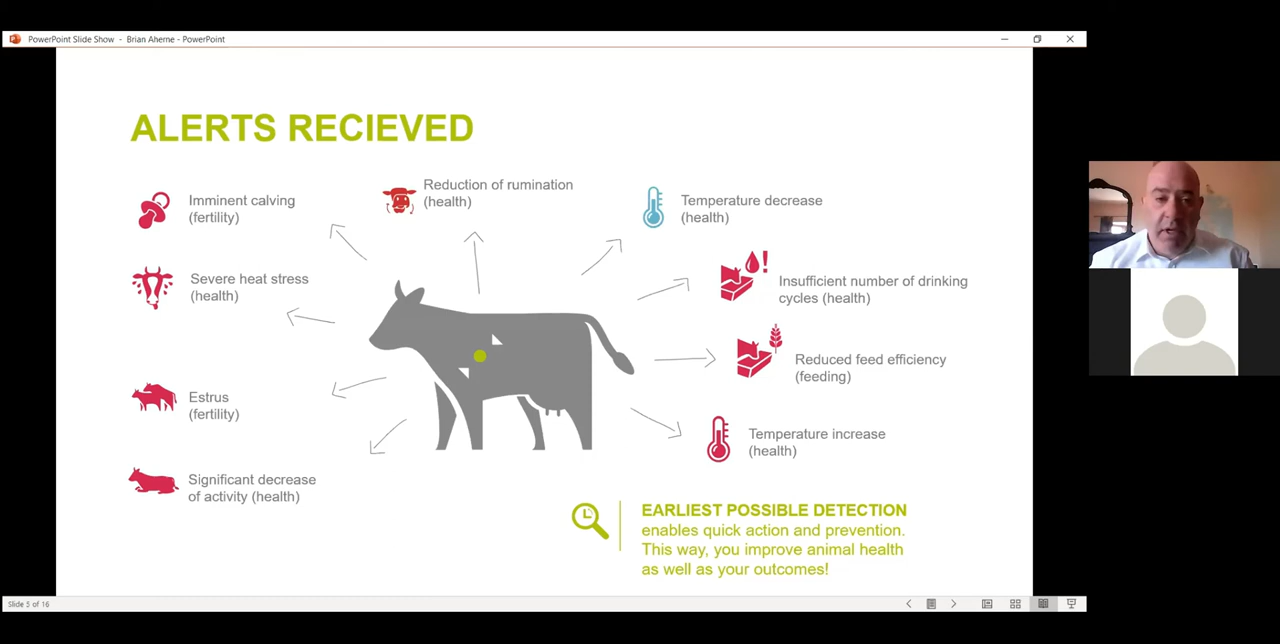 PowerPoint Slide Show - Brian Aherne - PowerPoint
ALERTS RECIEVED
Imminent calving
(fertility)
Reduction of rumination
(health)
Temperature decrease
(health)
Severe heat stress
(health)
Insufficient number of drinking
cycles (health)
Reduced feed efficiency
(feeding)
Estrus
(fertility)
Temperature increase
(health)
Significant decrease
of activity (health)
EARLIEST POSSIBLE DETECTION
enables quick action and prevention.
This way, you improve animal health
as well as your outcomes!
Slide 5 of 16